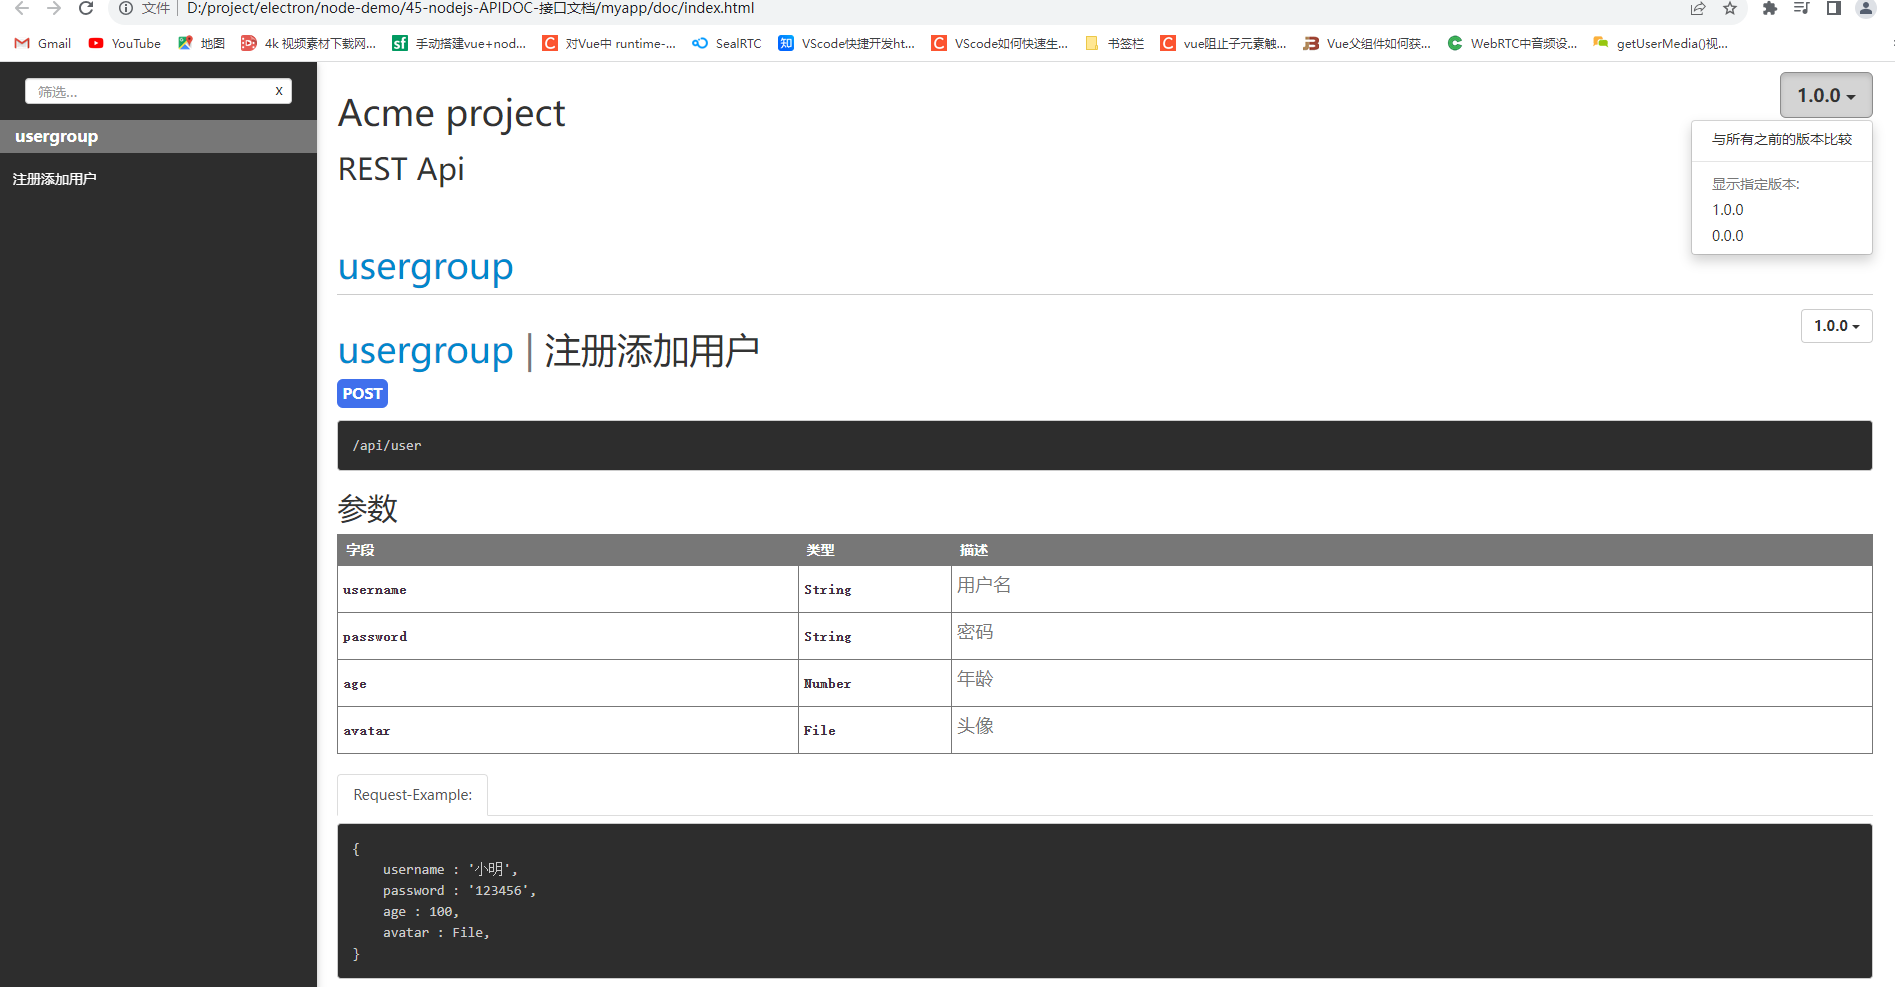 文件 D:/project/electron/node-demo/45-nodejs-APIDOC-接口文档/myapp/doc/index.html
Gmail YouTube 地图 4k 视频素材下载网... 手动搭建vue+nod... 对Vue中 runtime-... SealRTC VScode快捷开发ht... VScode如何快速生... 书签栏 vue阻止子元素触... Vue父组件如何获... WebRTC中音频设... getUserMedia()视...
筛选... x
usergroup
注册添加用户
Acme project
REST Api
1.0.0
与所有之前的版本比较
显示指定版本:
1.0.0
0.0.0
usergroup
usergroup | 注册添加用户
1.0.0
POST
/api/user
参数
字段 类型 描述
username String 用户名
password String 密码
age Number 年龄
avatar File 头像
Request-Example:
{
username : '小明',
password : '123456',
age : 100,
avatar : File,
}